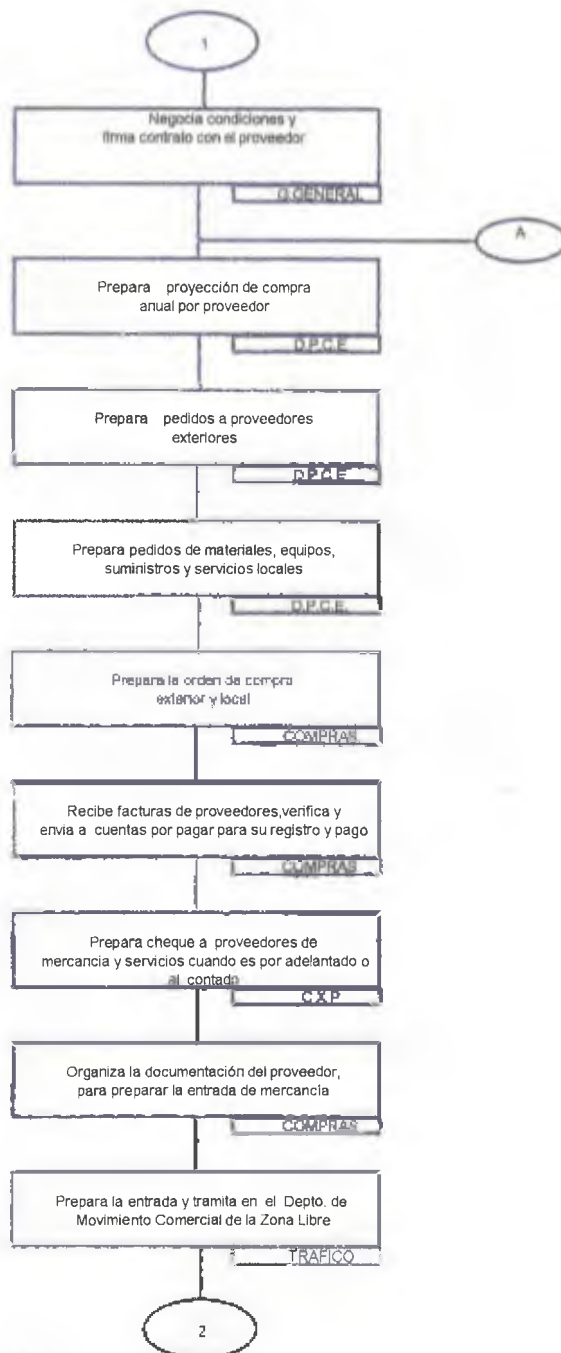 1
Negocia condiciones y
firma contrato con el proveedor
G.GENERAL
A
Prepara proyección de compra
anual por proveedor
D.P.C.E
Prepara pedidos a proveedores
exteriores
D.P.C.E
Prepara pedidos de materiales, equipos,
suministros y servicios locales
D.P.C.E.
Prepara la orden de compra
exterior y local
COMPRAS
Recibe facturas de proveedores,verifica y
envia a cuentas por pagar para su registro y pago
COMPRAS
Prepara cheque a proveedores de
mercancia y servicios cuando es por adelantado o
al contado
C X P
Organiza la documentación del proveedor,
para preparar la entrada de mercancía
COMPRAS
Prepara la entrada y tramita en el Depto. de
Movimiento Comercial de la Zona Libre
TRAFICO
2